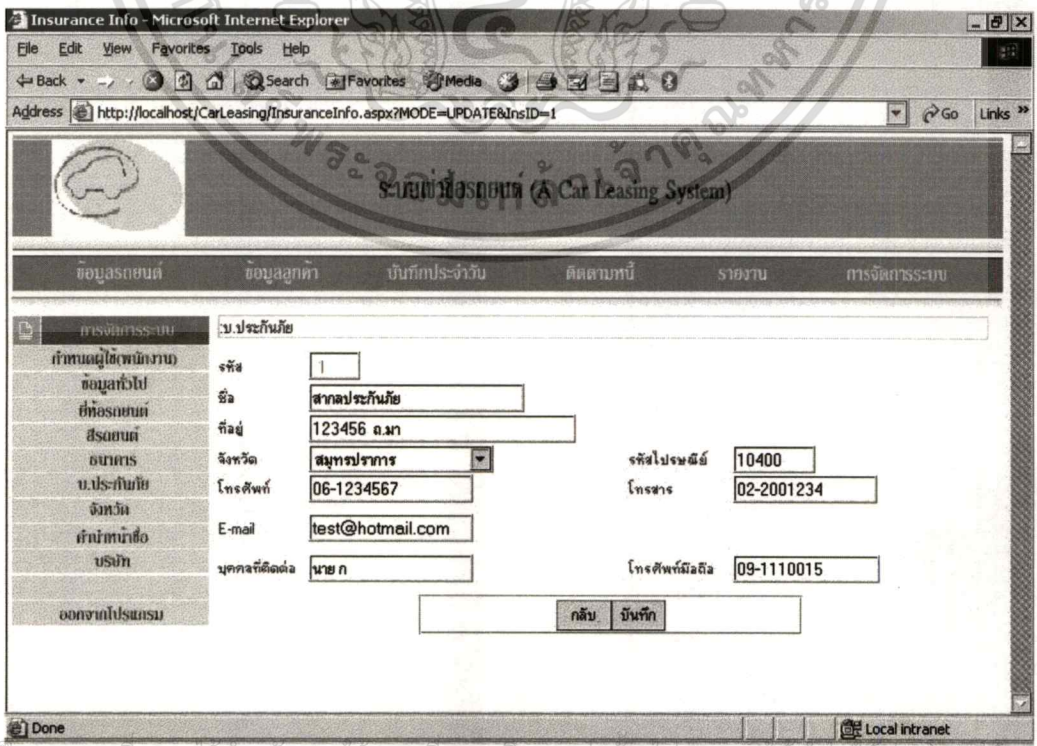 Insurance Info - Microsoft Internet Explorer
File Edit View Favorites Tools Help
Back Search Favorites Media
Address http://localhost/CarLeasing/InsuranceInfo.aspx?MODE=UPDATE&InsID=1 Go Links »
ระบบเช่าซื้อรถยนต์ (A Car Leasing System)
ข้อมูลรถยนต์ ข้อมูลลูกค้า บันทึกประจำวัน ติดตามหนี้ รายงาน การจัดการระบบ
การจัดการระบบ :บ.ประกันภัย
กำหนดผู้ใช้(พนักงาน)
ข้อมูลทั่วไป
ยี่ห้อรถยนต์
สีรถยนต์
ธนาคาร
บ.ประกันภัย
จังหวัด
คำนำหน้าชื่อ
บริษัท
ออกจากโปรแกรม
รหัส 1
ชื่อ สากลประกันภัย
ที่อยู่ 123456 ถ.มา
จังหวัด สมุทรปราการ รหัสไปรษณีย์ 10400
โทรศัพท์ 06-1234567 โทรสาร 02-2001234
E-mail test@hotmail.com
บุคคลที่ติดต่อ นาย ก โทรศัพท์มือถือ 09-1110015
กลับ บันทึก
Done Local intranet